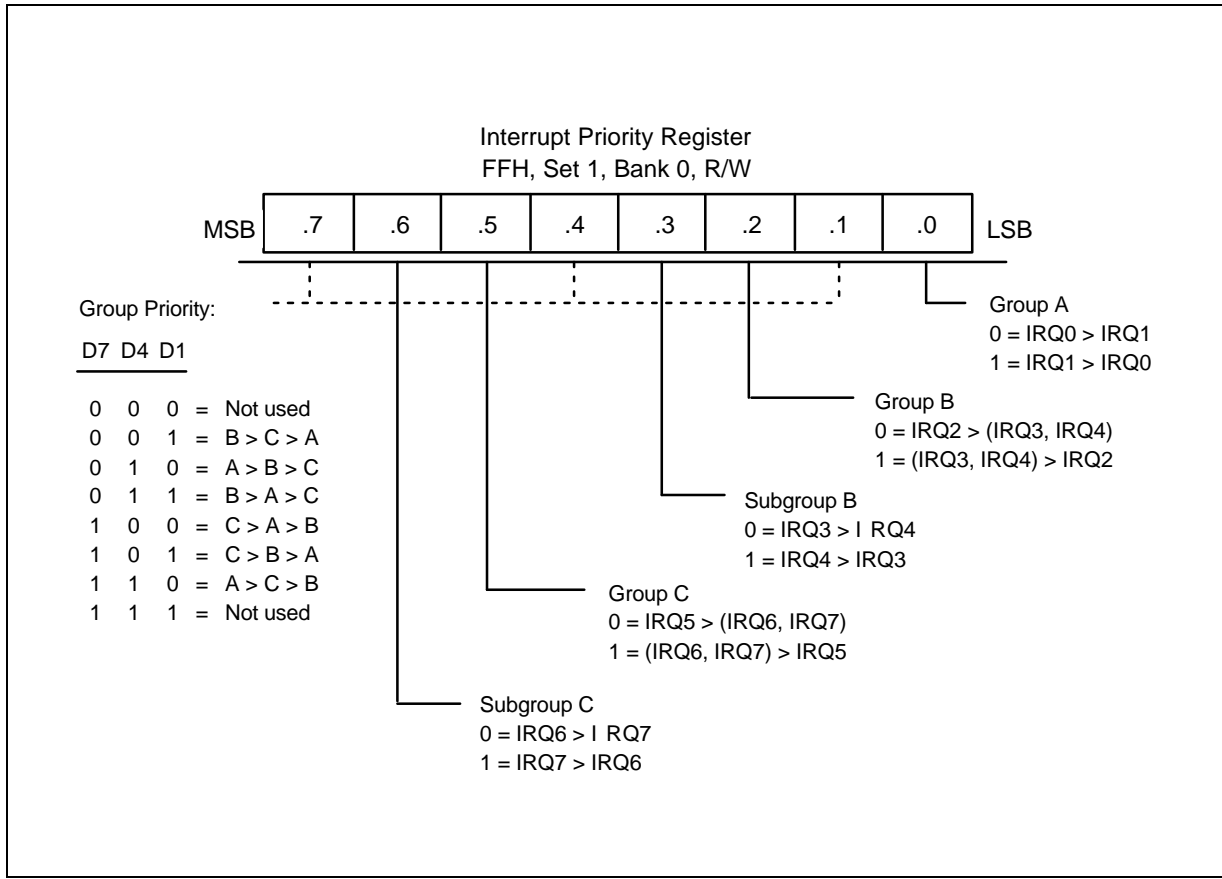 Interrupt Priority Register
FFH, Set 1, Bank 0, R/W
MSB .7 .6 .5 .4 .3 .2 .1 .0 LSB
Group Priority:
D7 D4 D1
0 0 0 = Not used
0 0 1 = B > C > A
0 1 0 = A > B > C
0 1 1 = B > A > C
1 0 0 = C > A > B
1 0 1 = C > B > A
1 1 0 = A > C > B
1 1 1 = Not used
Group A
0 = IRQ0 > IRQ1
1 = IRQ1 > IRQ0
Group B
0 = IRQ2 > (IRQ3, IRQ4)
1 = (IRQ3, IRQ4) > IRQ2
Subgroup B
0 = IRQ3 > I RQ4
1 = IRQ4 > IRQ3
Group C
0 = IRQ5 > (IRQ6, IRQ7)
1 = (IRQ6, IRQ7) > IRQ5
Subgroup C
0 = IRQ6 > I RQ7
1 = IRQ7 > IRQ6